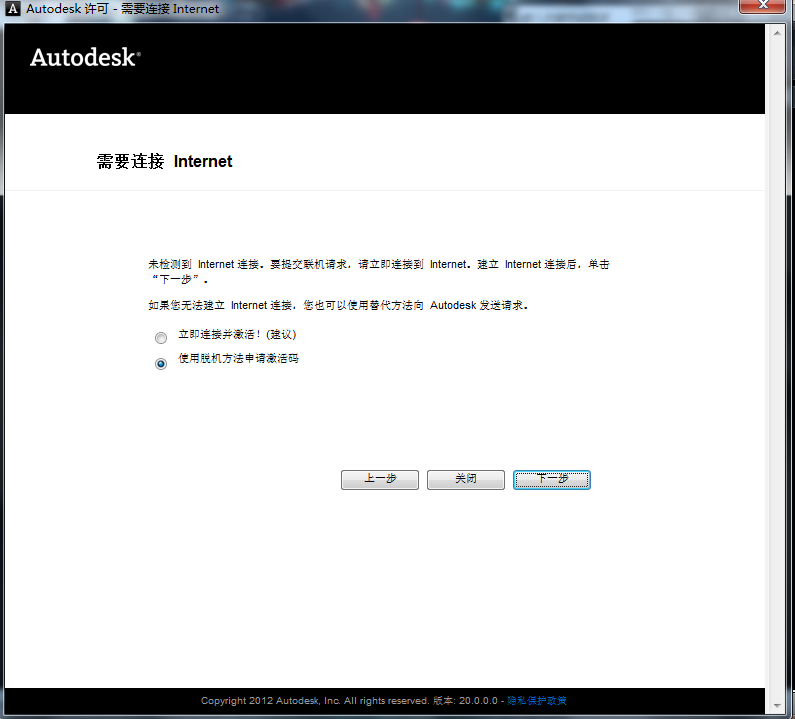 Autodesk 许可 - 需要连接 Internet
Autodesk®
需要连接 Internet
未检测到 Internet 连接。要提交联机请求，请立即连接到 Internet。建立 Internet 连接后，单击
“下一步”。
如果您无法建立 Internet 连接，您也可以使用替代方法向 Autodesk 发送请求。
立即连接并激活！(建议)
使用脱机方法申请激活码
上一步 关闭 下一步
Copyright 2012 Autodesk, Inc. All rights reserved. 版本: 20.0.0.0 - 隐私保护政策